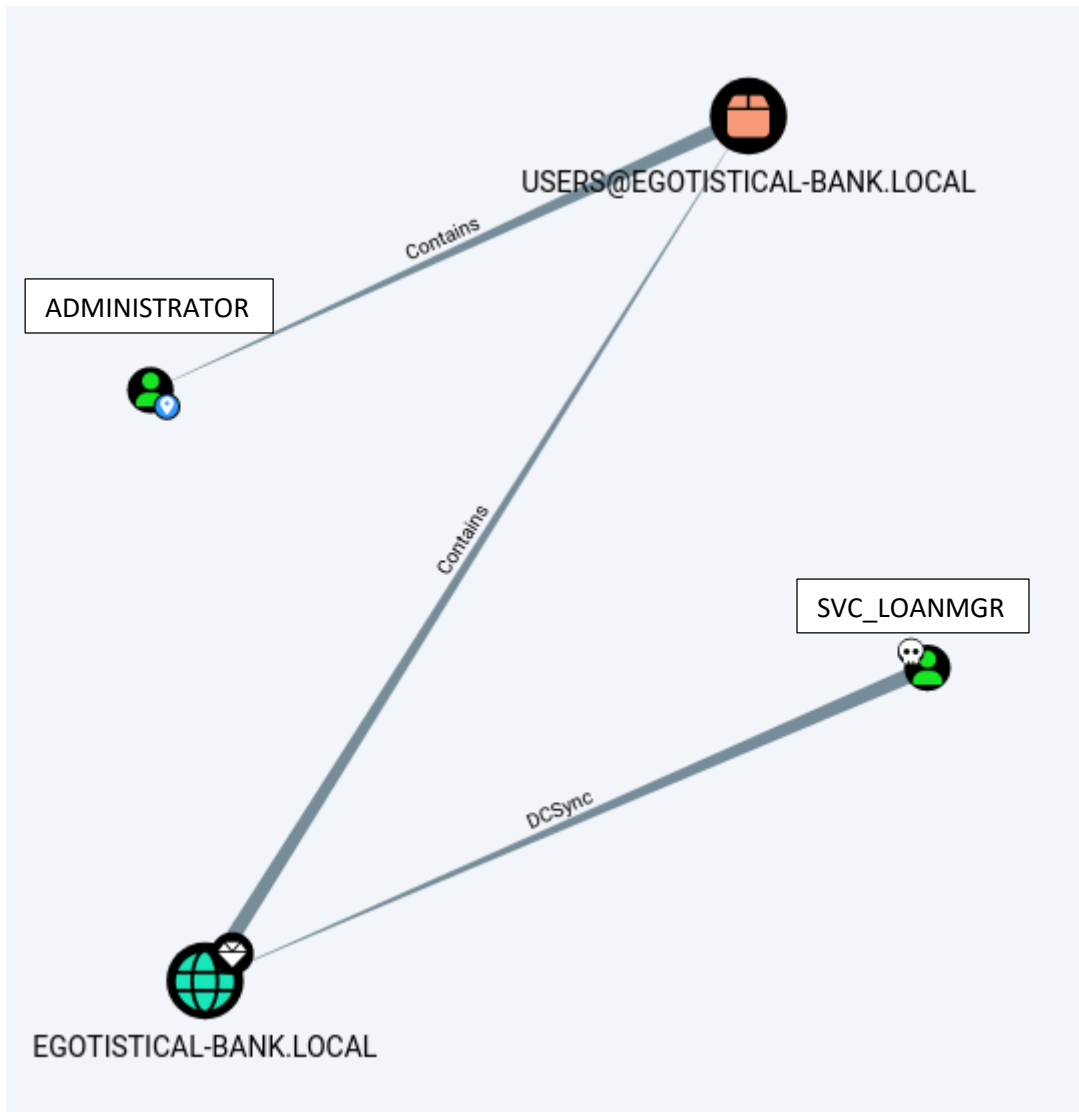 USERS@EGOTISTICAL-BANK.LOCAL
Contains
ADMINISTRATOR
Contains
SVC_LOANMGR
DCSync
EGOTISTICAL-BANK.LOCAL